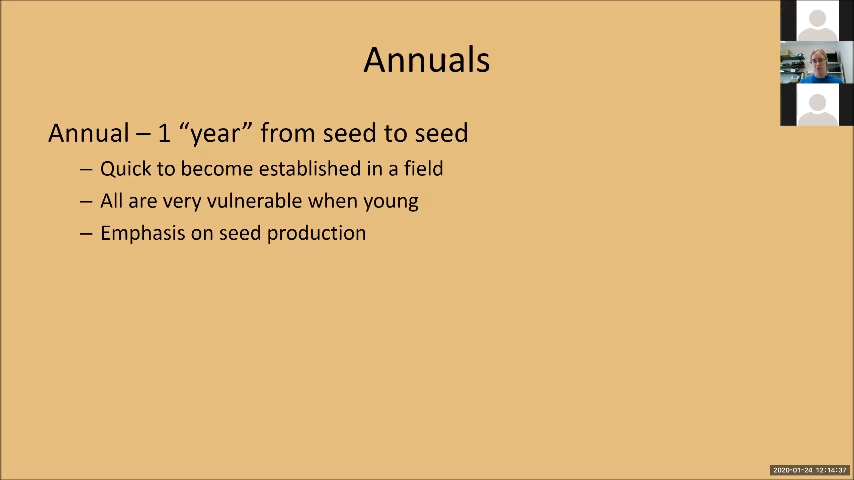 Annuals
Annual – 1 “year” from seed to seed
– Quick to become established in a field
– All are very vulnerable when young
– Emphasis on seed production
2020-01-24 12:14:37